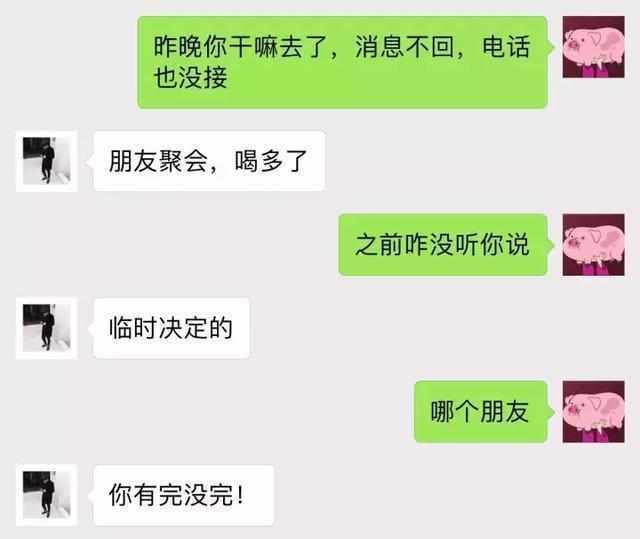 昨晚你干嘛去了，消息不回，电话
也没接
朋友聚会，喝多了
之前咋没听你说
临时决定的
哪个朋友
你有完没完！